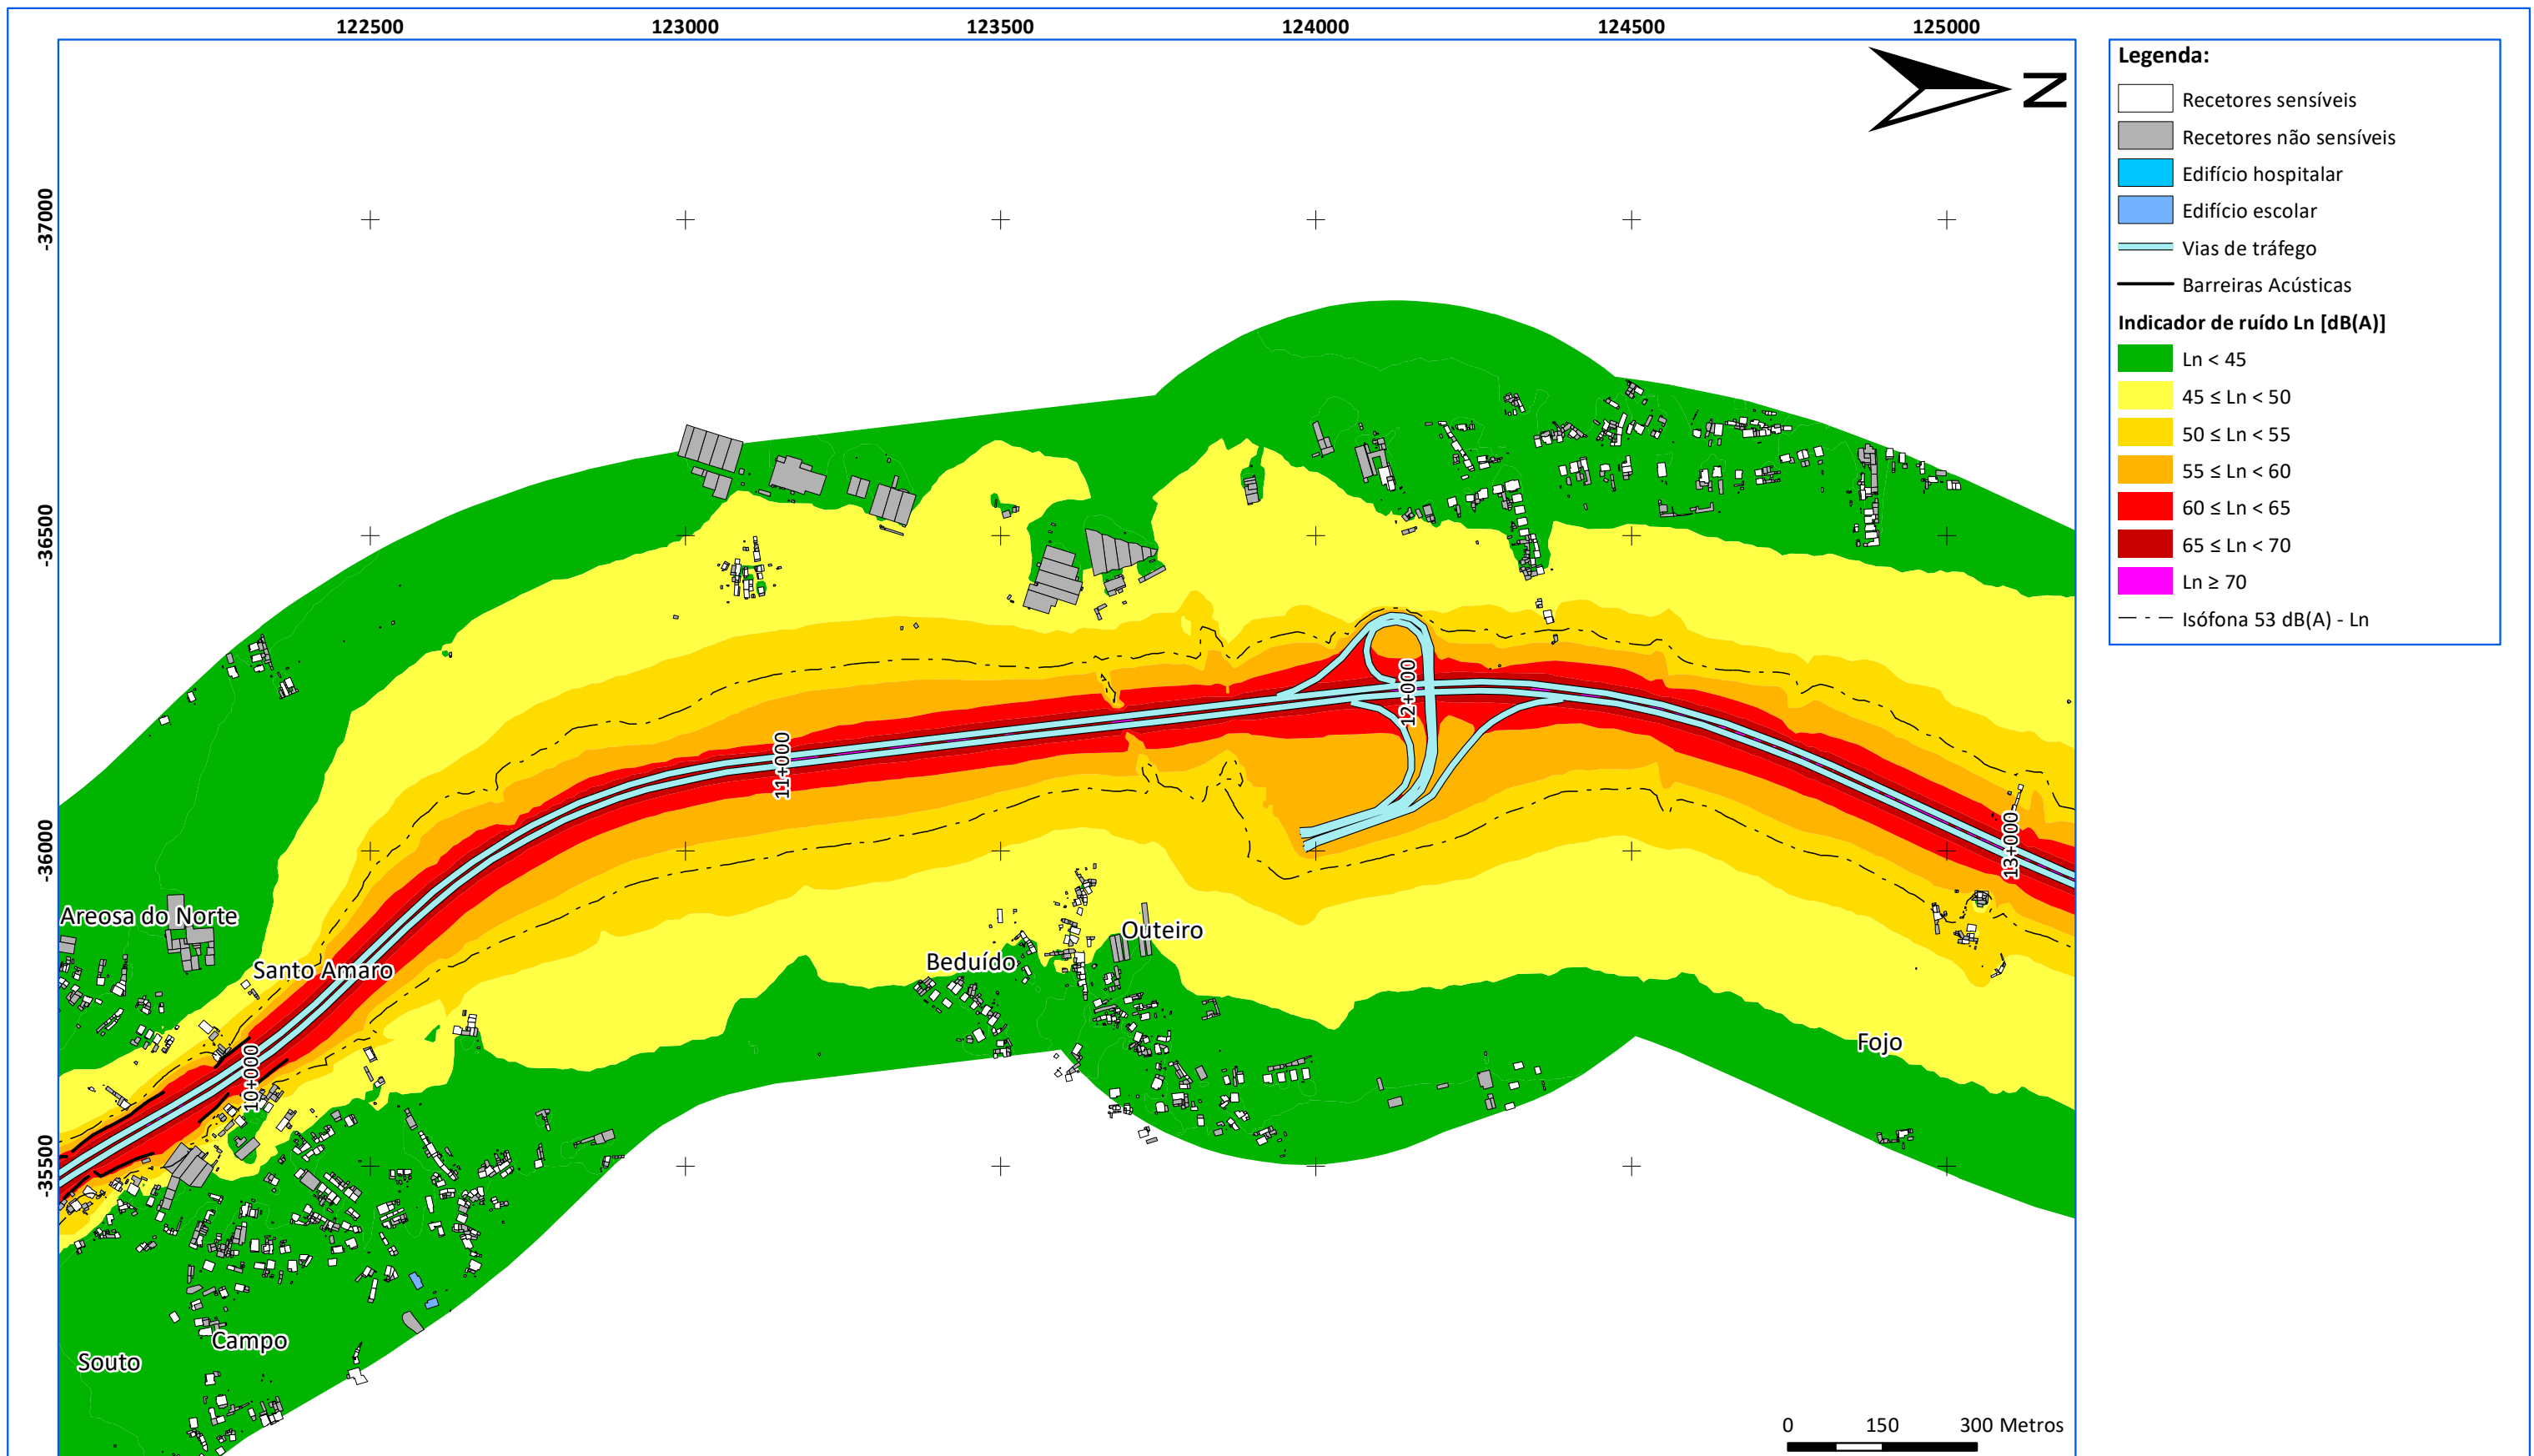 122500 123000 123500 124000 124500 125000
-37000
-36500
-36000
-35500
N
12+000
11+000
13+000
10+000
Areosa do Norte
Santo Amaro
Beduído
Outeiro
Fojo
Campo
Souto
0 150 300 Metros
Legenda:
Recetores sensíveis
Recetores não sensíveis
Edifício hospitalar
Edifício escolar
Vias de tráfego
Barreiras Acústicas
Indicador de ruído Ln [dB(A)]
Ln < 45
45 ≤ Ln < 50
50 ≤ Ln < 55
55 ≤ Ln < 60
60 ≤ Ln < 65
65 ≤ Ln < 70
Ln ≥ 70
Isófona 53 dB(A) - Ln